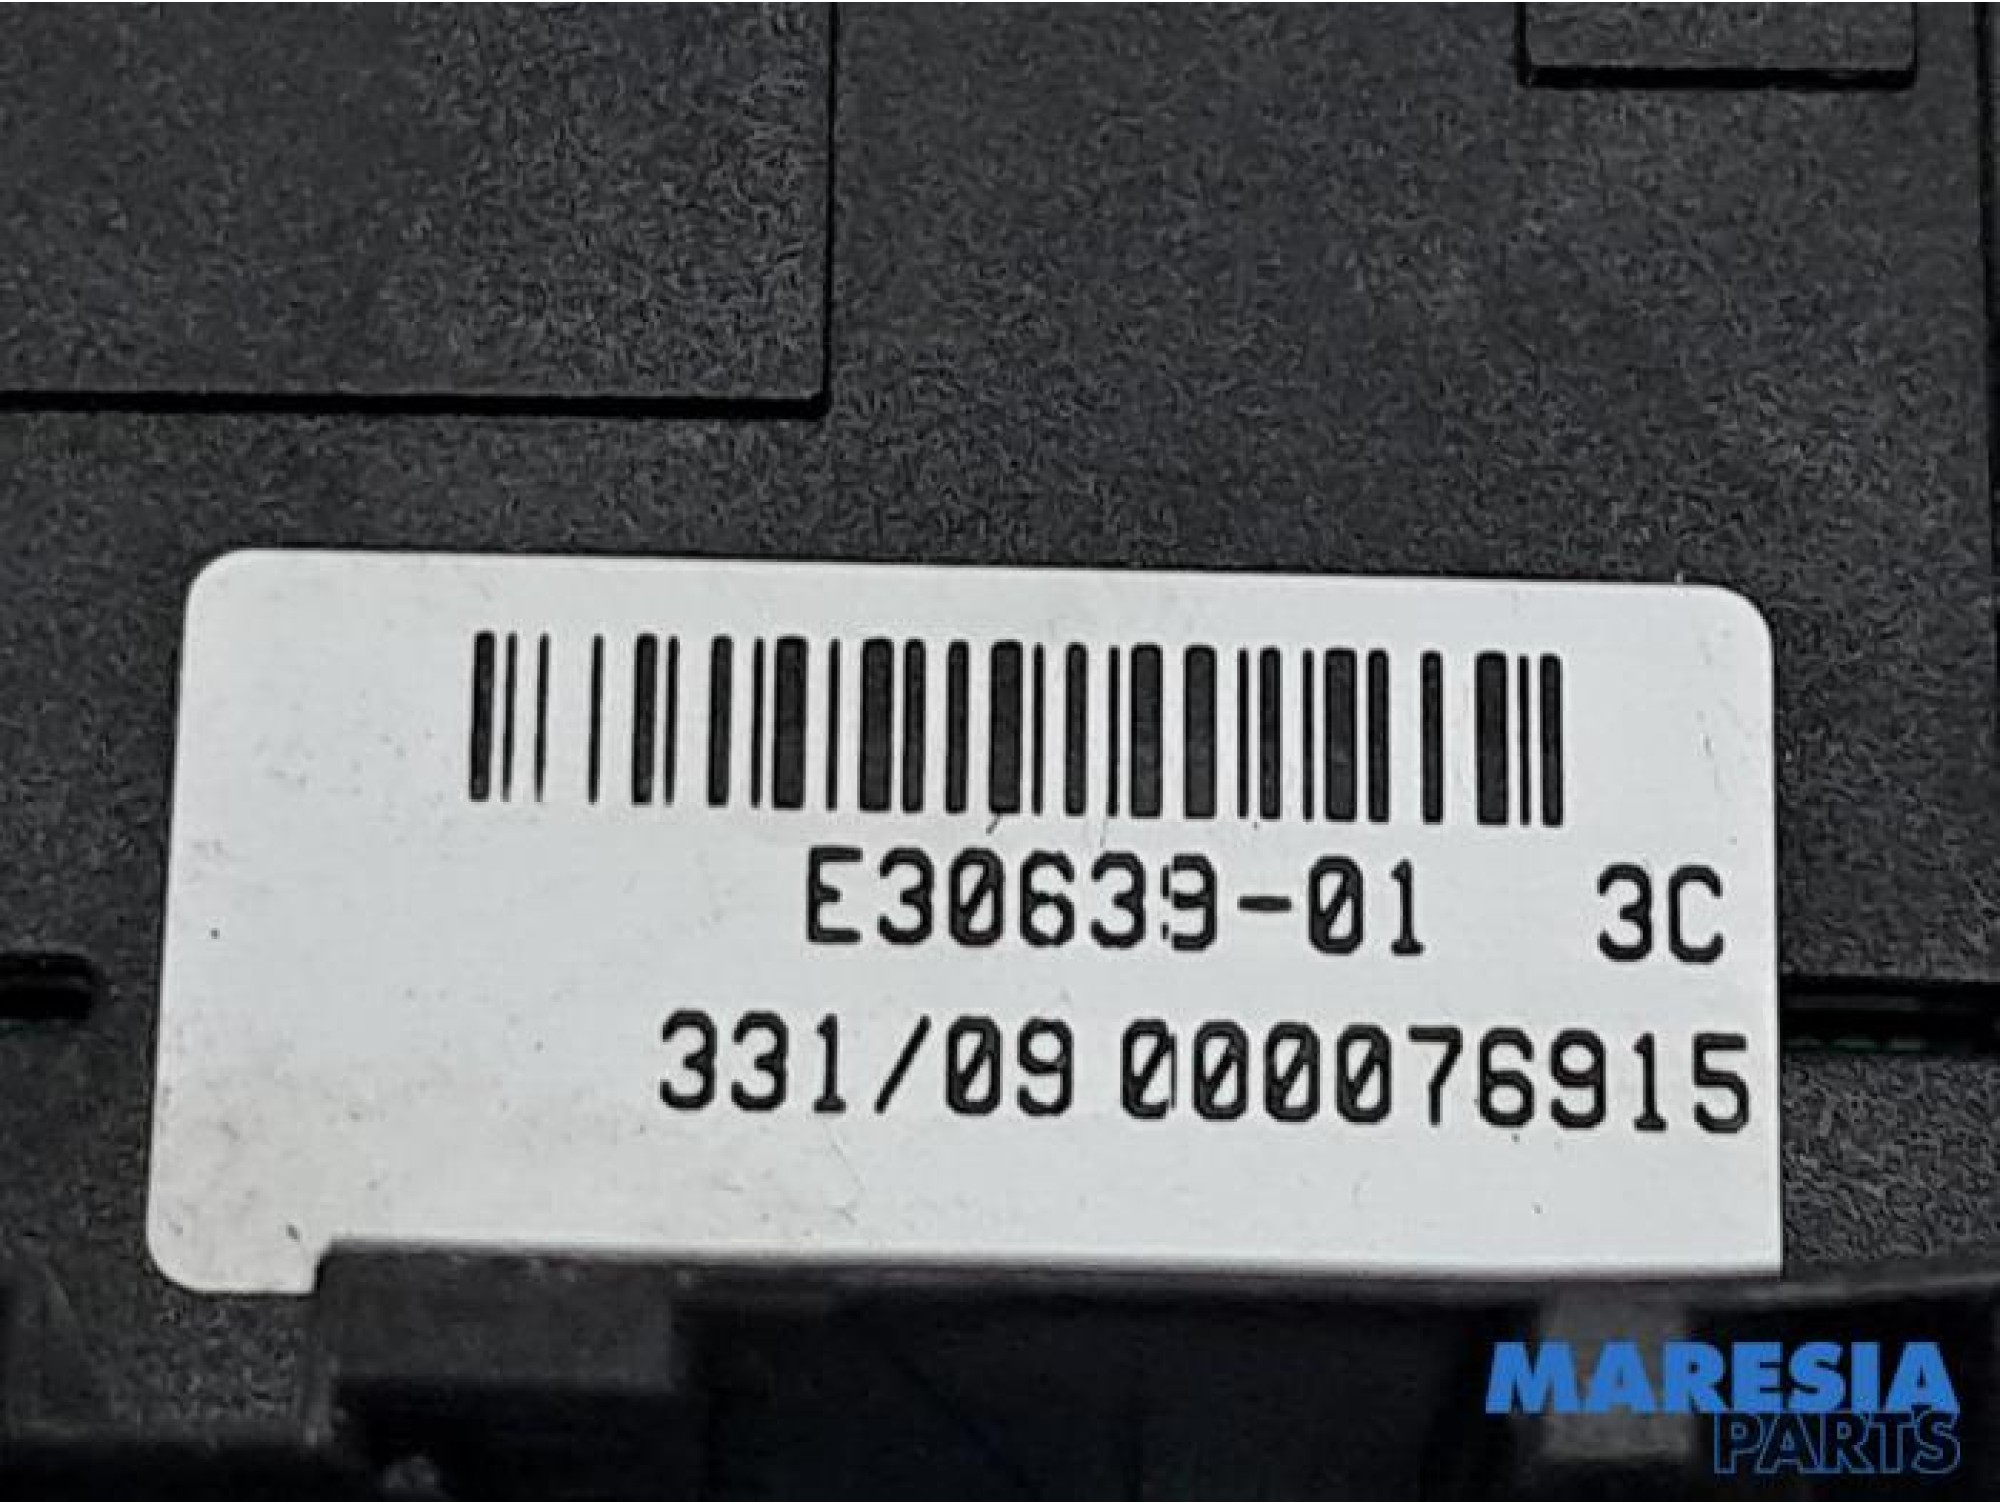 E30639-01 3C
331/09 000076915
MARESIA
PARTS